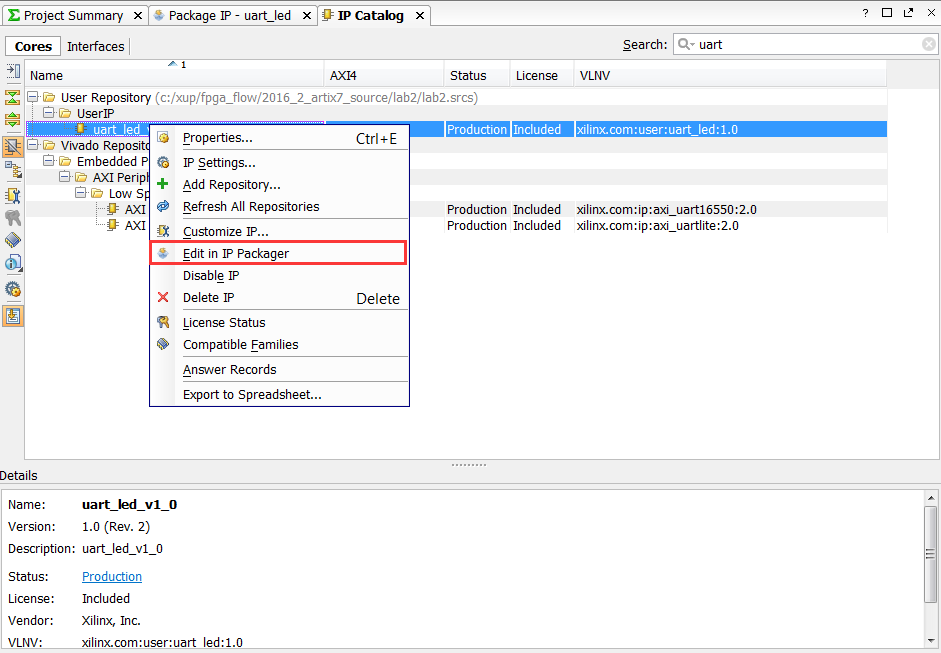 Project Summary × Package IP - uart_led × IP Catalog ×
Cores Interfaces Search: uart
Name 1 AXI4 Status License VLNV
User Repository (c:/xup/fpga_flow/2016_2_artix7_source/lab2/lab2.srcs)
UserIP
uart_led Production Included xilinx.com:user:uart_led:1.0
Vivado
Embedded
AXI
Low
AXI Production Included xilinx.com:ip:axi_uart16550:2.0
AXI Production Included xilinx.com:ip:axi_uartlite:2.0
Properties... Ctrl+E
IP Settings...
Add Repository...
Refresh All Repositories
Customize IP...
Edit in IP Packager
Disable IP
Delete IP Delete
License Status
Compatible Families
Answer Records
Export to Spreadsheet...
Details
Name: uart_led_v1_0
Version: 1.0 (Rev. 2)
Description: uart_led_v1_0
Status: Production
License: Included
Vendor: Xilinx, Inc.
VLNV: xilinx.com:user:uart_led:1.0